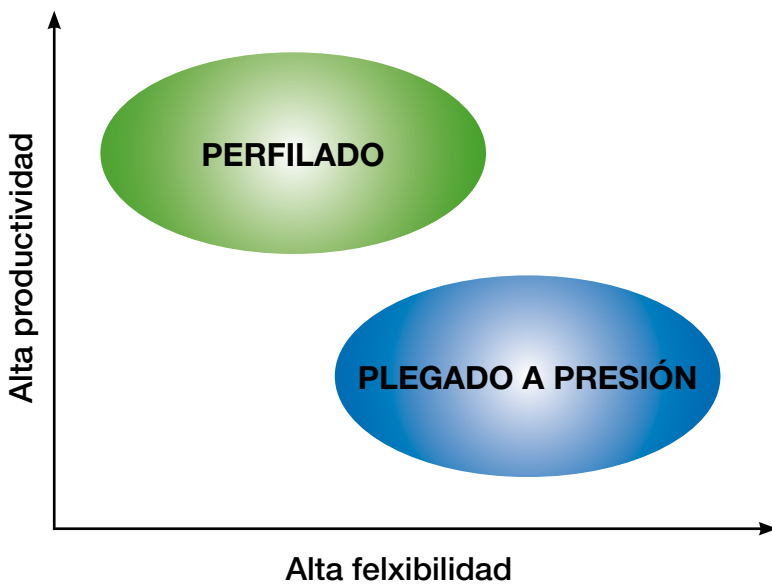 PERFILADO
Alta productividad
PLEGADO A PRESIÓN
Alta felxibilidad